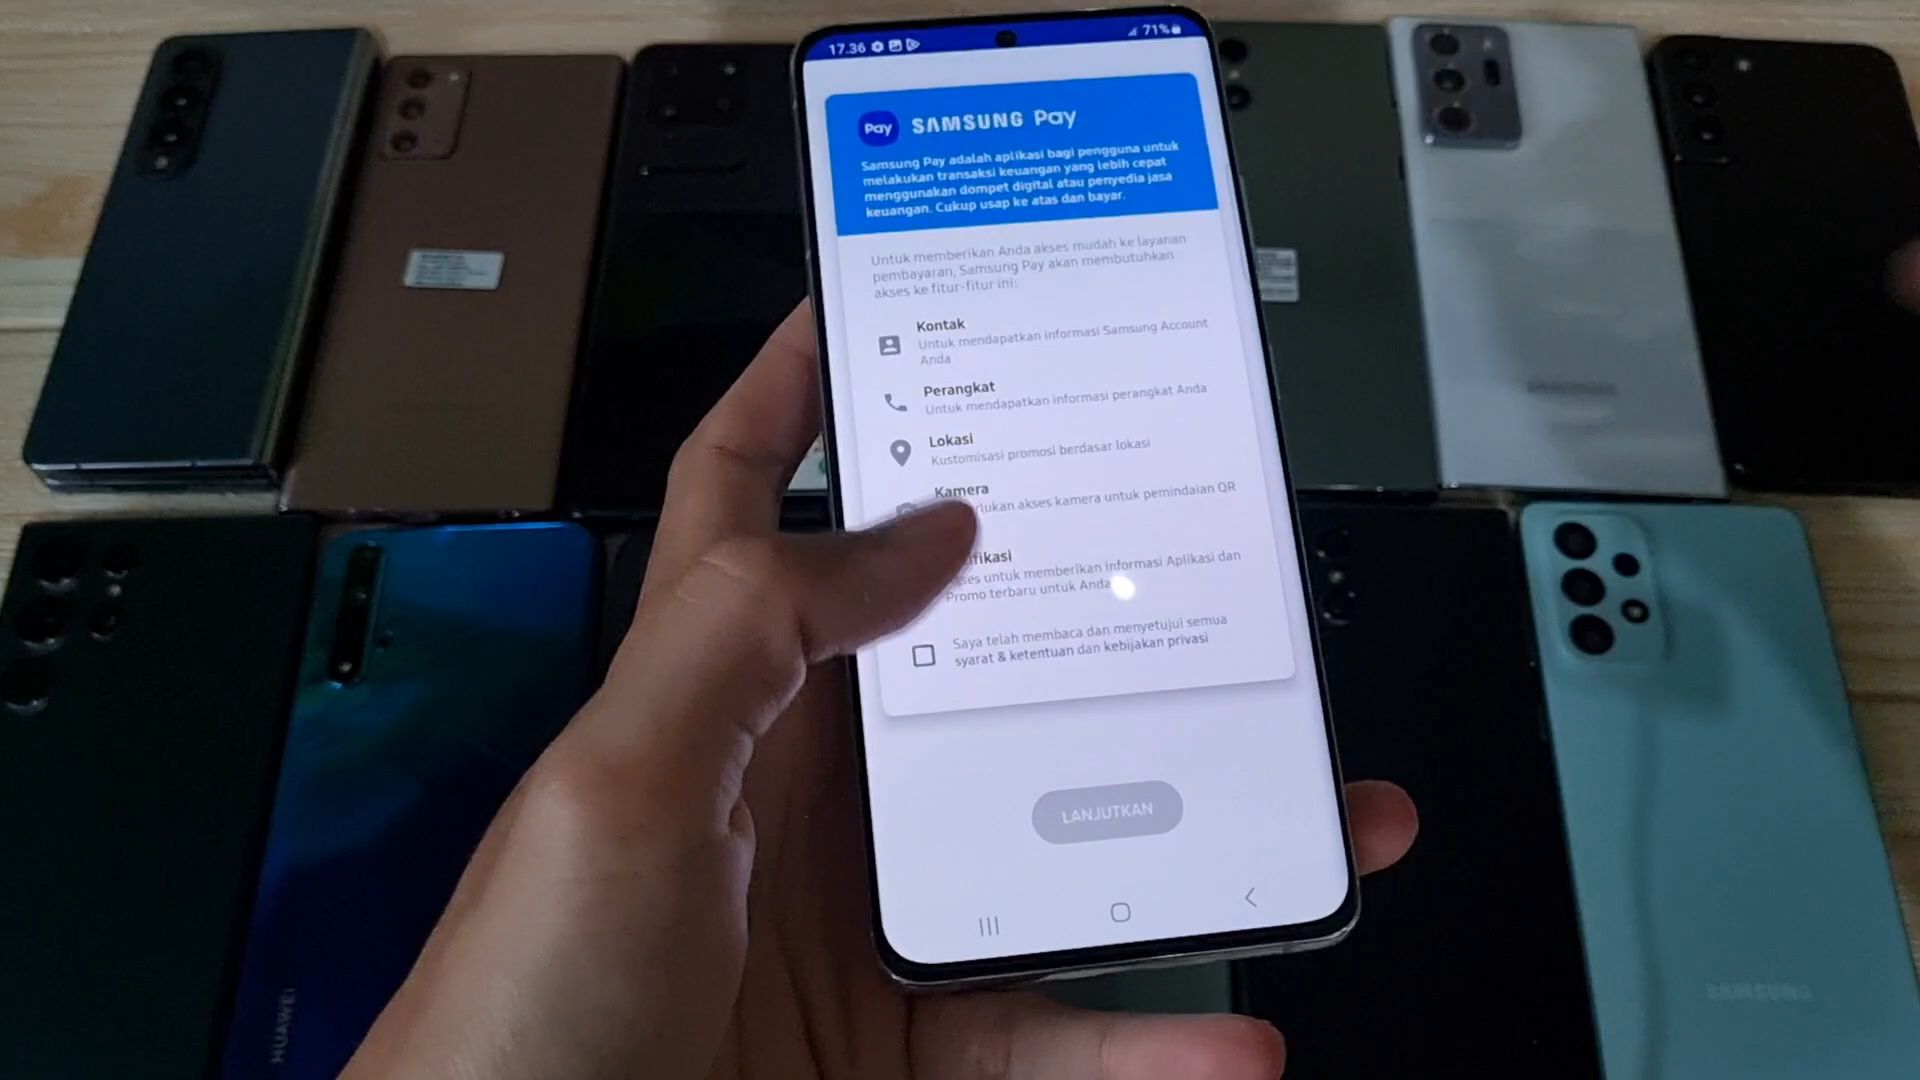 17.36
71%
Pay SAMSUNG Pay
Samsung Pay adalah aplikasi bagi pengguna untuk
melakukan transaksi keuangan yang lebih cepat
menggunakan dompet digital atau penyedia jasa
keuangan. Cukup usap ke atas dan bayar.
Untuk memberikan Anda akses mudah ke layanan
pembayaran, Samsung Pay akan membutuhkan
akses ke fitur-fitur ini:
Kontak
Untuk mendapatkan informasi Samsung Account
Anda
Perangkat
Untuk mendapatkan informasi perangkat Anda
Lokasi
Kustomisasi promosi berdasar lokasi
Kamera
akses kamera untuk pemindaian QR
untuk memberikan informasi Aplikasi dan
Promo terbaru untuk Anda
Saya telah membaca dan menyetujui semua
syarat & ketentuan dan kebijakan privasi
LANJUTKAN
HUAWEI
SAMSUNG